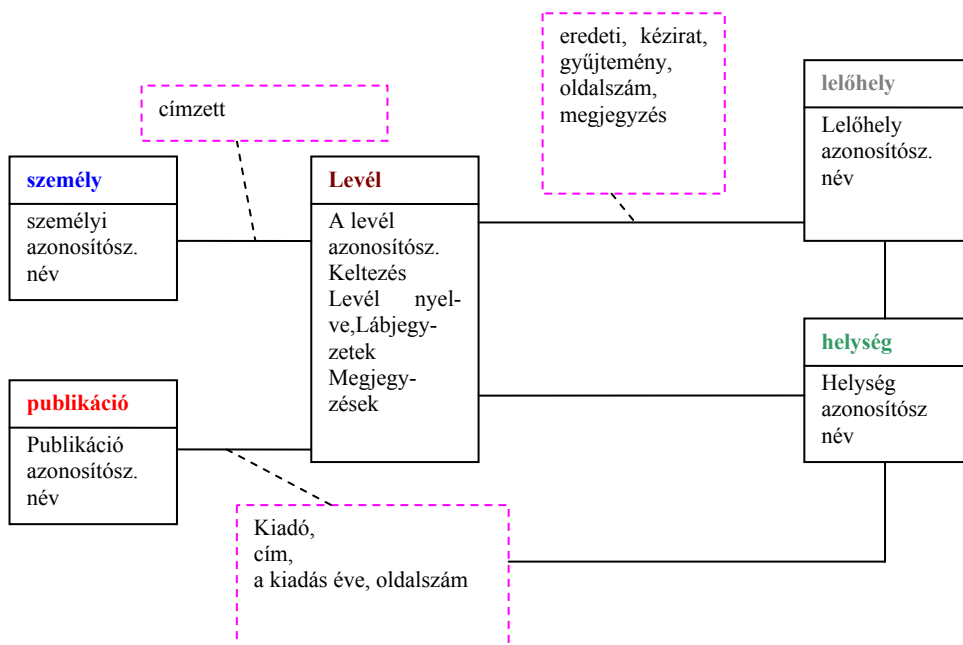 eredeti, kézirat,
gyűjtemény,
oldalszám,
megjegyzés
címzett
lelőhely
Lelőhely
azonosítósz.
név
személy
személyi
azonosítósz.
név
Levél
A levél
azonosítósz.
Keltezés
Levél nyel-
ve,Lábjegy-
zetek
Megjegy-
zések
helység
Helység
azonosítósz
név
publikáció
Publikáció
azonosítósz.
név
Kiadó,
cím,
a kiadás éve, oldalszám